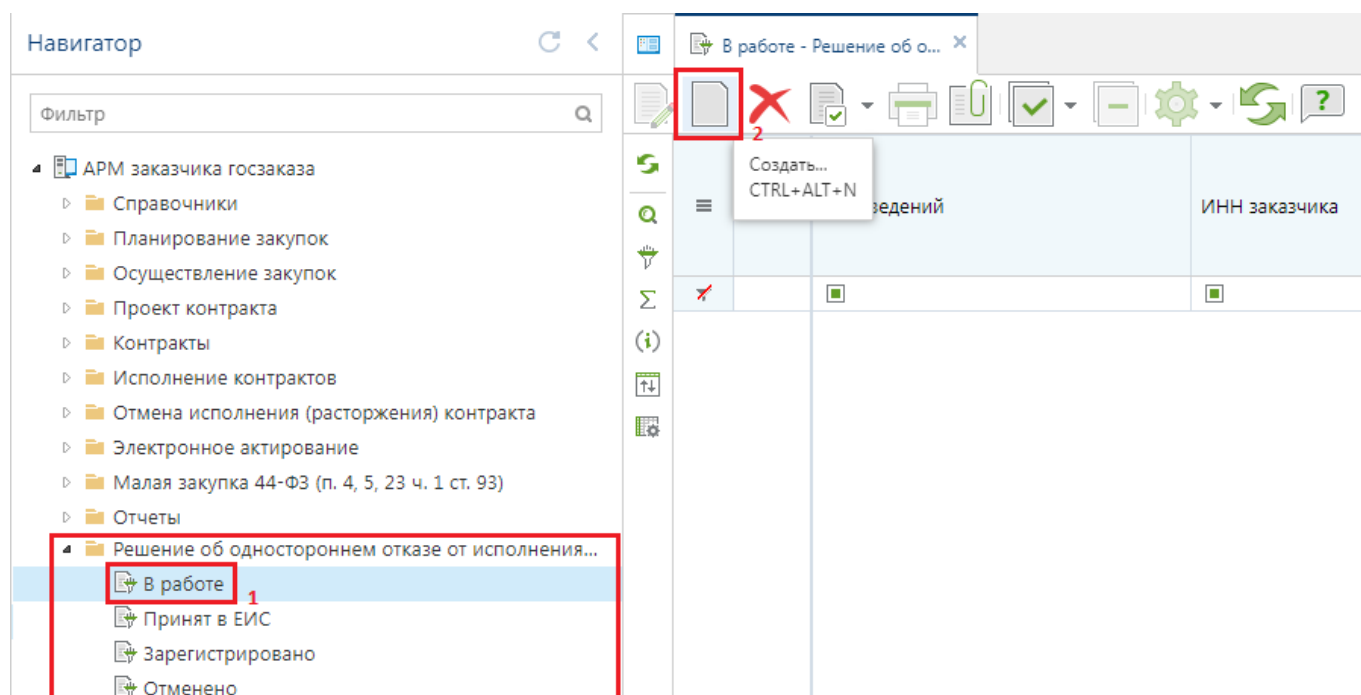 Навигатор
В работе - Решение об о...
Фильтр
2
Создать...
CTRL+ALT+N
ведений
ИНН заказчика
АРМ заказчика госзаказа
Справочники
Планирование закупок
Осуществление закупок
Проект контракта
Контракты
Исполнение контрактов
Отмена исполнения (расторжения) контракта
Электронное актирование
Малая закупка 44-ФЗ (п. 4, 5, 23 ч. 1 ст. 93)
Отчеты
Решение об одностороннем отказе от исполнения...
В работе
1
Принят в ЕИС
Зарегистрировано
Отменено